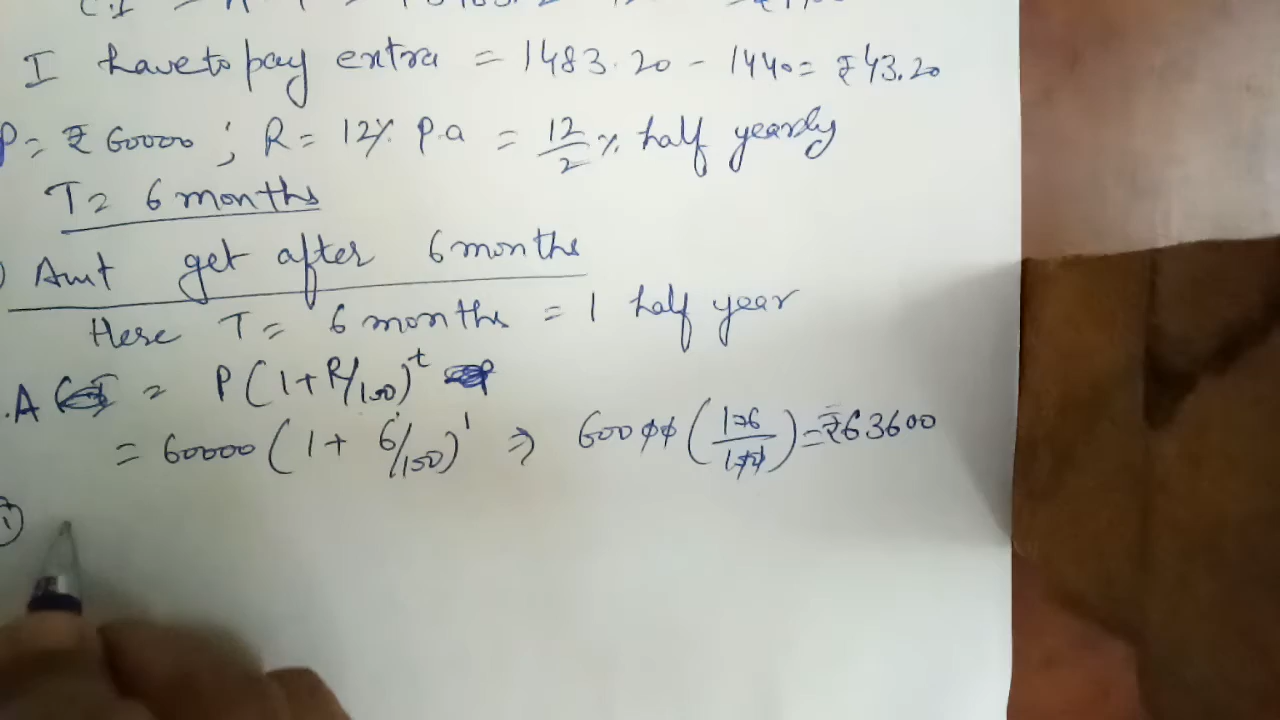 I have to pay extra = 1483.20 - 1440 = ₹43.20
P = ₹ 60000 ; R = 12% p.a = 12/2 % half yearly
T = 6 months
Amt get after 6 months
Here T = 6 months = 1 half year
A = P(1+R/100)^t
= 60000 (1 + 6/100)^1 ⇒ 60000 (106/100) = ₹63600